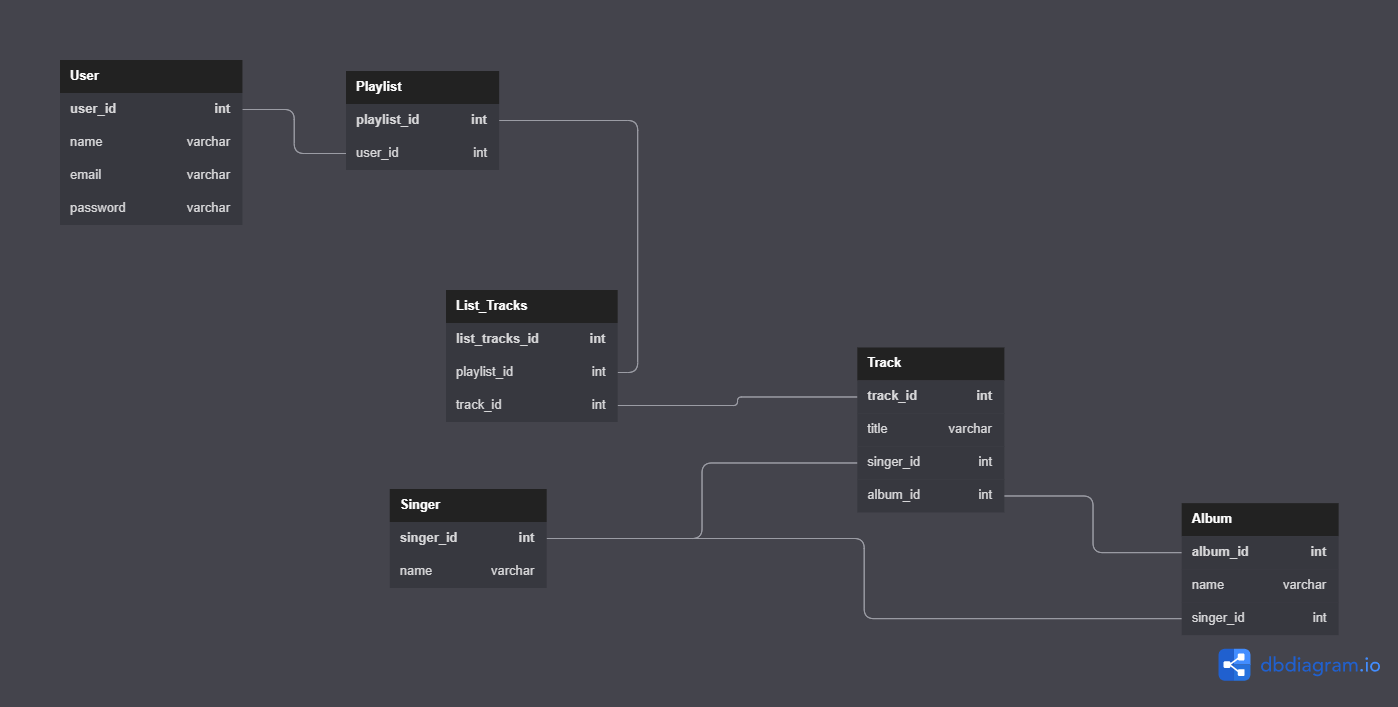 User
user_id int
name varchar
email varchar
password varchar
Playlist
playlist_id int
user_id int
List_Tracks
list_tracks_id int
playlist_id int
track_id int
Track
track_id int
title varchar
singer_id int
album_id int
Singer
singer_id int
name varchar
Album
album_id int
name varchar
singer_id int
dbdiagram.io